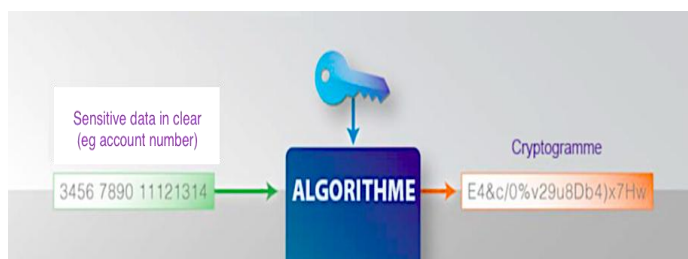 Sensitive data in clear
(eg account number)
3456 7890 11121314
ALGORITHME
Cryptogramme
E4&c/0%v29u8Db4)x7Hw